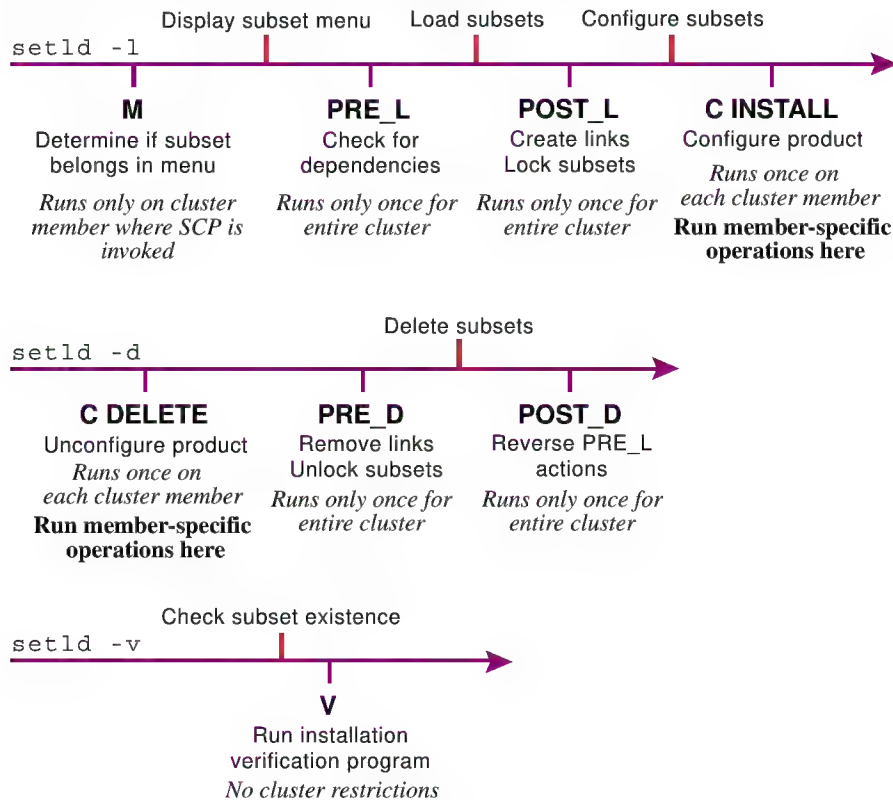 Display subset menu Load subsets Configure subsets
setld -l
M PRE_L POST_L C INSTALL
Determine if subset Check for Create links Configure product
belongs in menu dependencies Lock subsets Runs once on
Runs only on cluster Runs only once for Runs only once for each cluster member
member where SCP is entire cluster entire cluster Run member-specific
invoked operations here
Delete subsets
setld -d
C DELETE PRE_D POST_D
Unconfigure product Remove links Reverse PRE_L
Runs once on Unlock subsets actions
each cluster member Runs only once for Runs only once for
Run member-specific entire cluster entire cluster
operations here
Check subset existence
setld -v
V
Run installation
verification program
No cluster restrictions